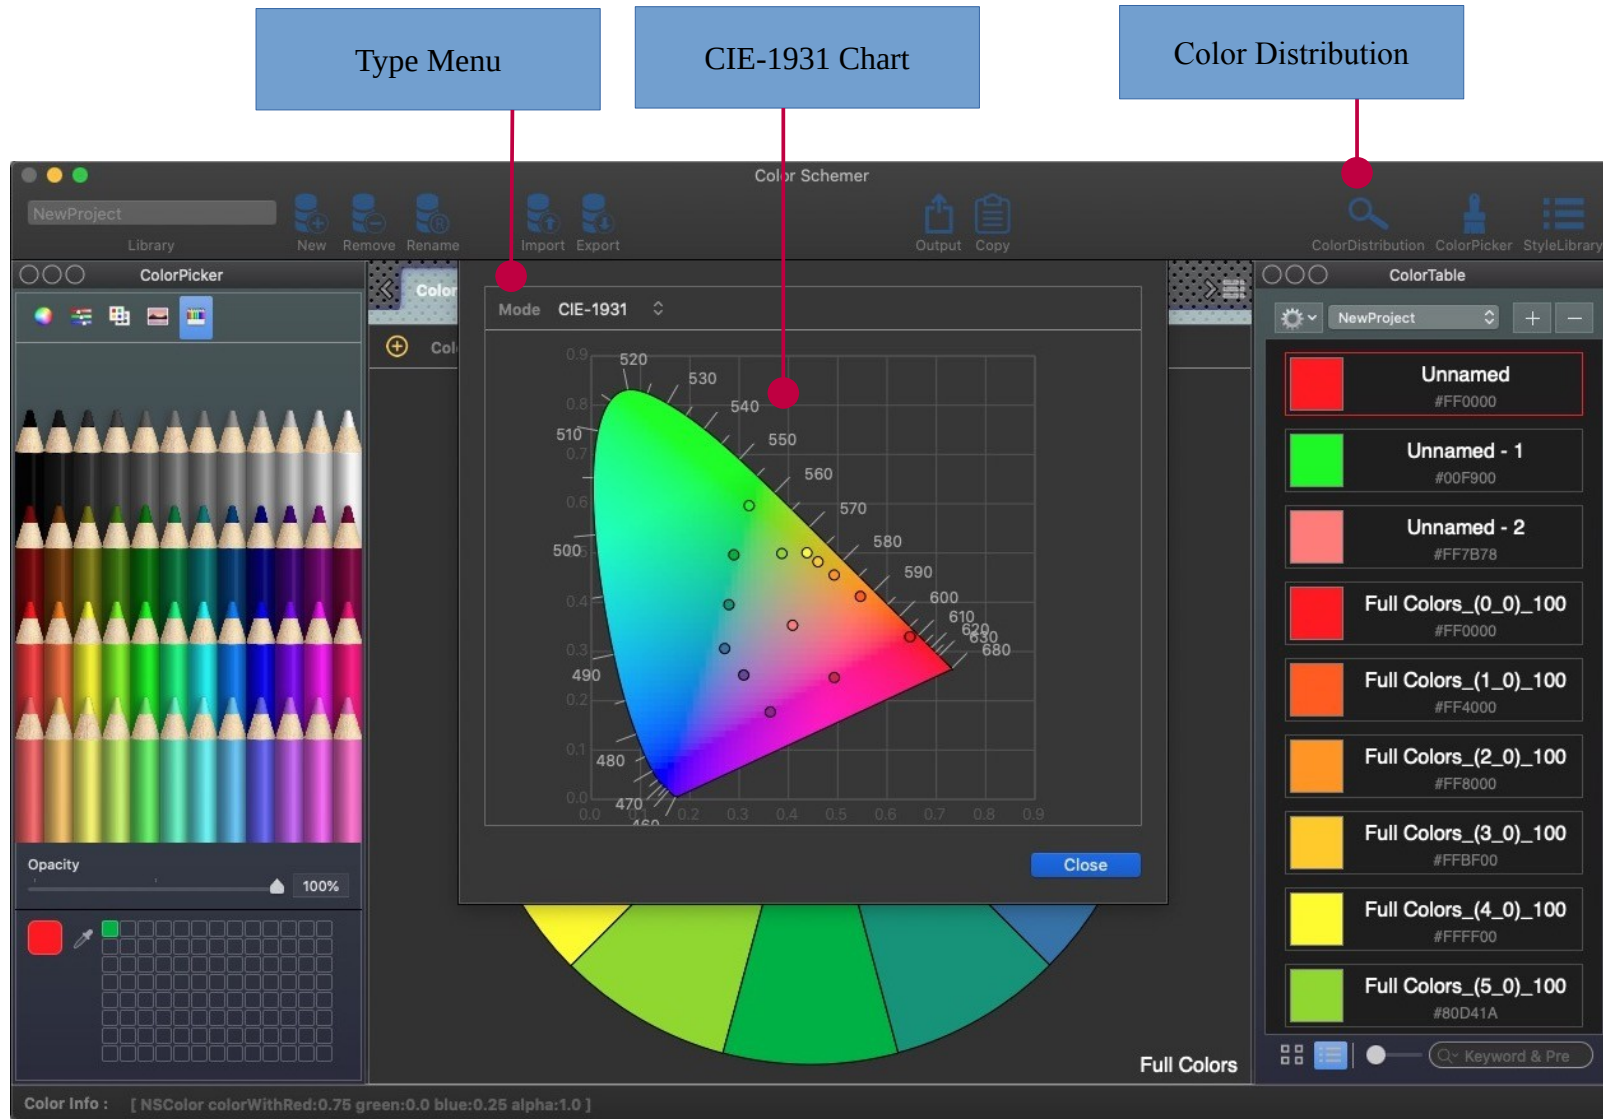 Type Menu
CIE-1931 Chart
Color Distribution
Color Schemer
NewProject
Library
New
Remove
Rename
Import
Export
Output
Copy
ColorDistribution
ColorPicker
StyleLibrary
ColorPicker
Color
Mode
CIE-1931
ColorTable
NewProject
Col
0.9
0.8
0.7
0.6
0.4
0.3
0.2
0.1
0.0
0.0
0.2
0.3
0.4
0.5
0.6
0.7
0.8
0.9
520
530
540
550
560
570
580
590
600
610
620
630
680
510
500
490
480
470
460
Close
Unnamed
#FF0000
Unnamed - 1
#00F900
Unnamed - 2
#FF7B78
Full Colors_(0_0)_100
#FF0000
Full Colors_(1_0)_100
#FF4000
Full Colors_(2_0)_100
#FF8000
Full Colors_(3_0)_100
#FFBF00
Full Colors_(4_0)_100
#FFFF00
Full Colors_(5_0)_100
#80D41A
Opacity
100%
Full Colors
Keyword & Pre
Color Info : [ NSColor colorWithRed:0.75 green:0.0 blue:0.25 alpha:1.0 ]